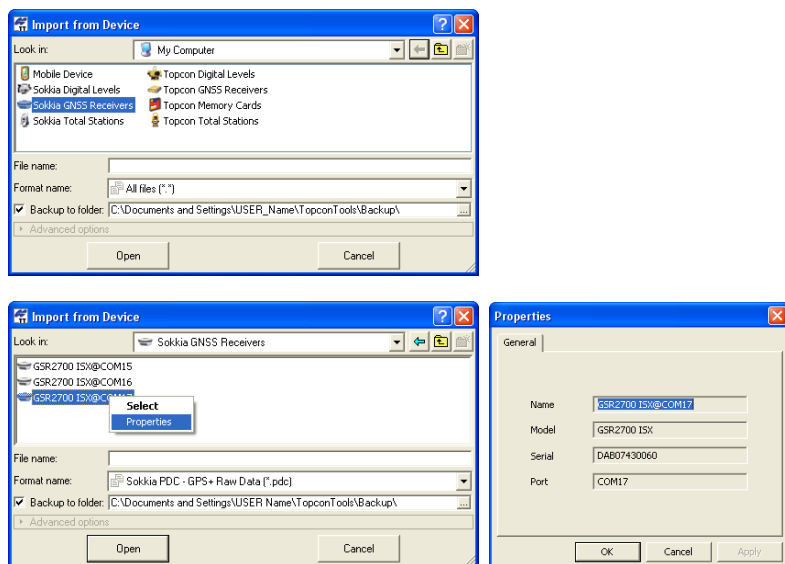 Import from Device
Look in:
My Computer
Mobile Device
Topcon Digital Levels
Sokkia Digital Levels
Topcon GNSS Receivers
Sokkia GNSS Receivers
Topcon Memory Cards
Sokkia Total Stations
Topcon Total Stations
File name:
Format name:
All files (*.*)
Backup to folder:
C:\Documents and Settings\USER_Name\TopconTools\Backup\
...
Advanced options
Open
Cancel
Import from Device
Look in:
Sokkia GNSS Receivers
GSR2700 ISX@COM15
GSR2700 ISX@COM16
GSR2700 ISX@COM17
Select
Properties
File name:
Format name:
Sokkia PDC - GPS+ Raw Data (*.pdc)
Backup to folder:
C:\Documents and Settings\USER Name\TopconTools\Backup\
...
Advanced options
Open
Cancel
Properties
General
Name
GSR2700 ISX@COM17
Model
GSR2700 ISX
Serial
DAB07430060
Port
COM17
OK
Cancel
Apply